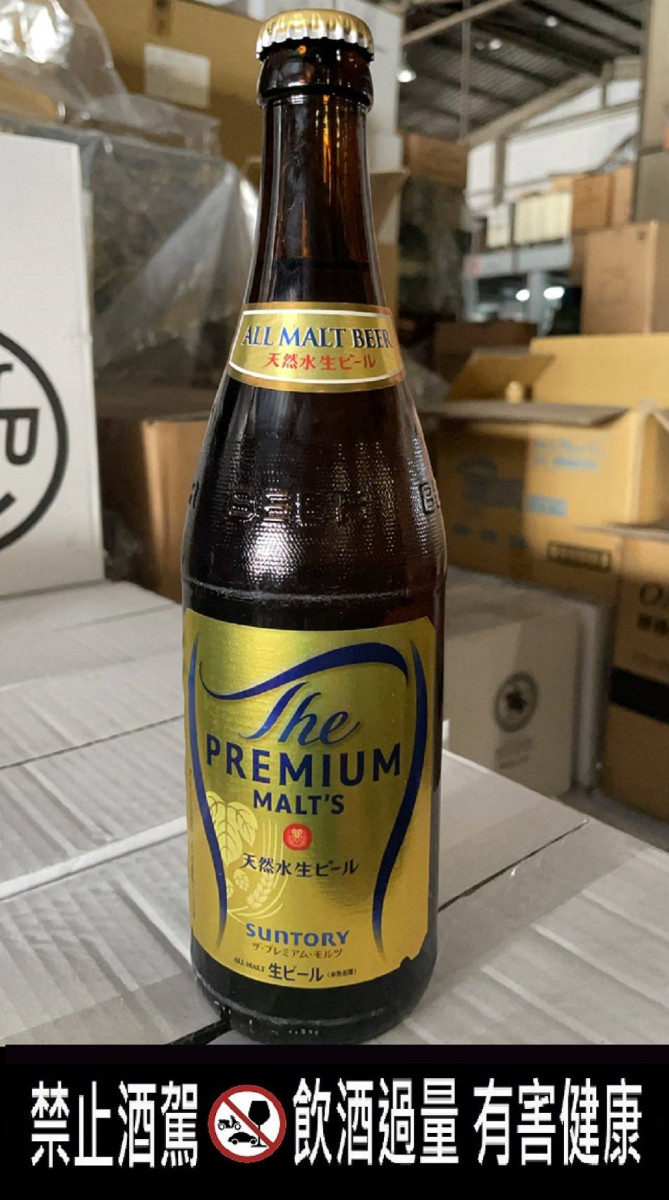 ALL MALT BEER
天然水生ビール
BEER
The
PREMIUM
MALT'S
天然水生ビール
SUNTORY
ザ・プレミアム・モルツ
ALL MALT 生ビール
禁止酒駕 飲酒過量 有害健康